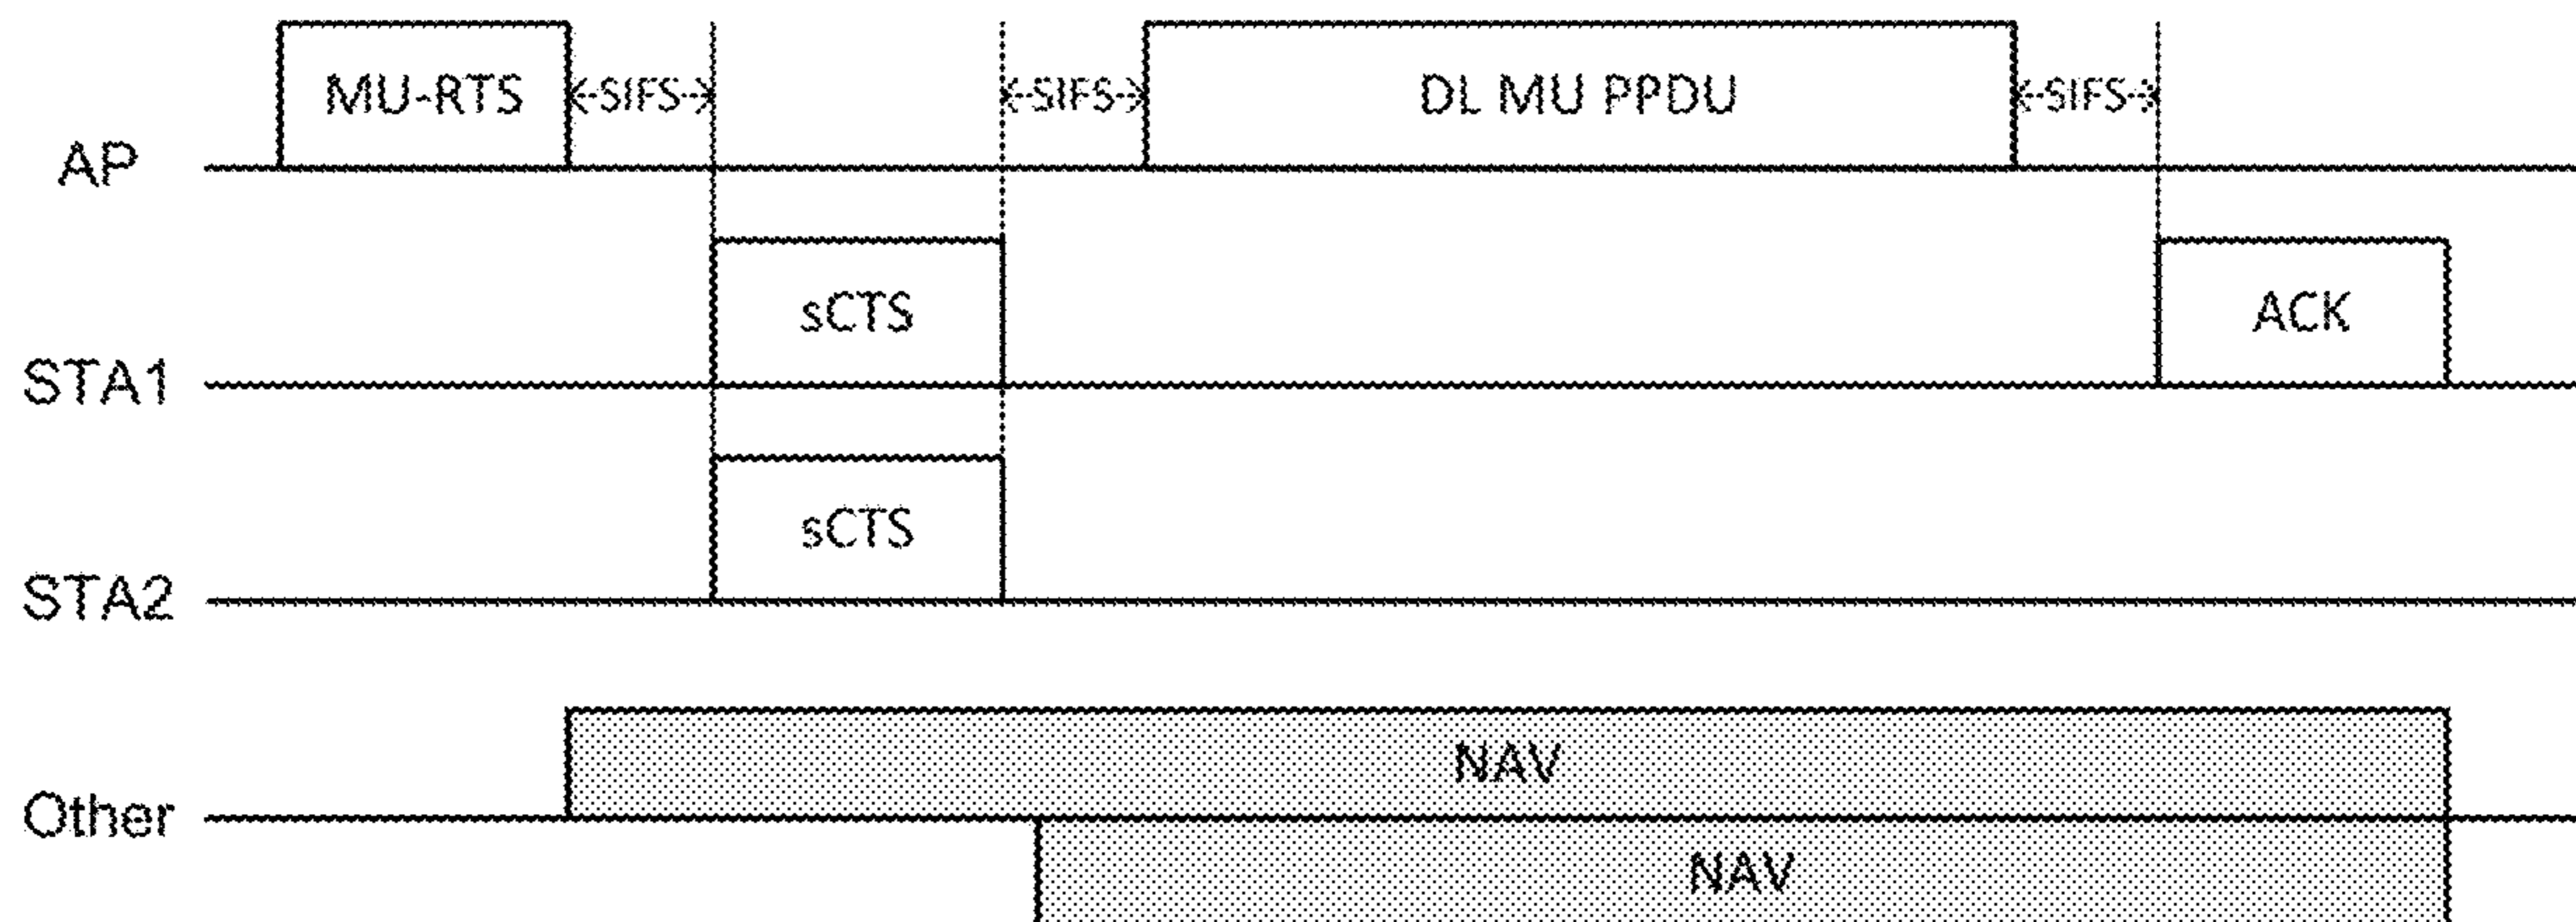 MU-RTS
SIFS
SIFS
DL MU PPDU
SIFS
AP
sCTS
ACK
STA1
sCTS
STA2
NAV
Other
NAV